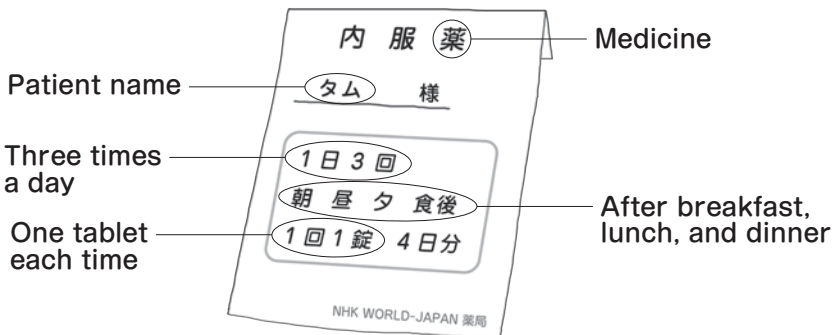 内服薬
Medicine
Patient name
タム 様
Three times
a day
1日3回
朝 昼 夕 食後
After breakfast,
lunch, and dinner
One tablet
each time
1回1錠 4日分
NHK WORLD-JAPAN 薬局